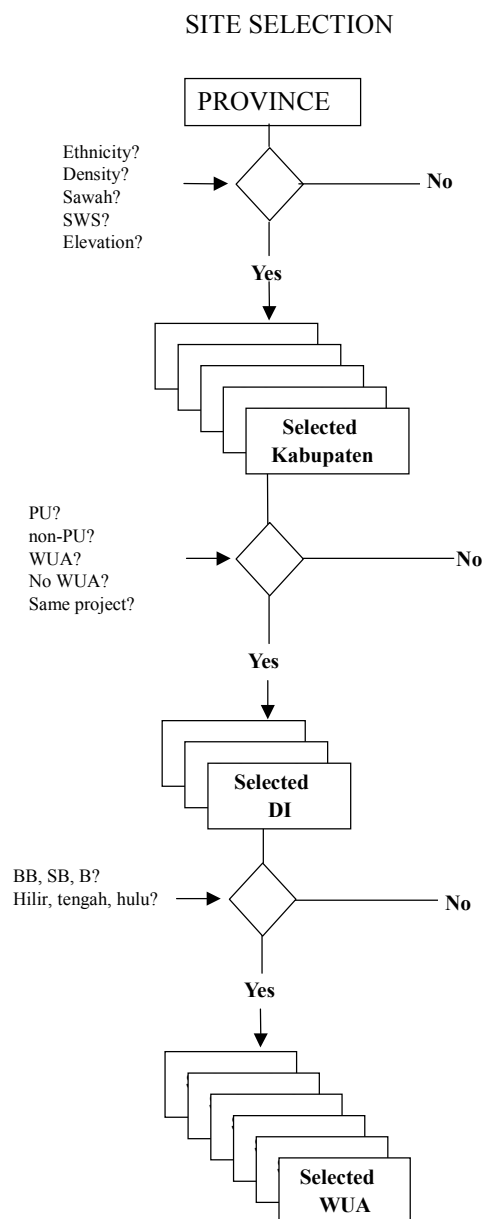 SITE SELECTION
PROVINCE
Ethnicity?
Density?
Sawah?
SWS?
Elevation?
No
Yes
Selected
Kabupaten
PU?
non-PU?
WUA?
No WUA?
Same project?
No
Yes
Selected
DI
BB, SB, B?
Hilir, tengah, hulu?
No
Yes
Selected
WUA